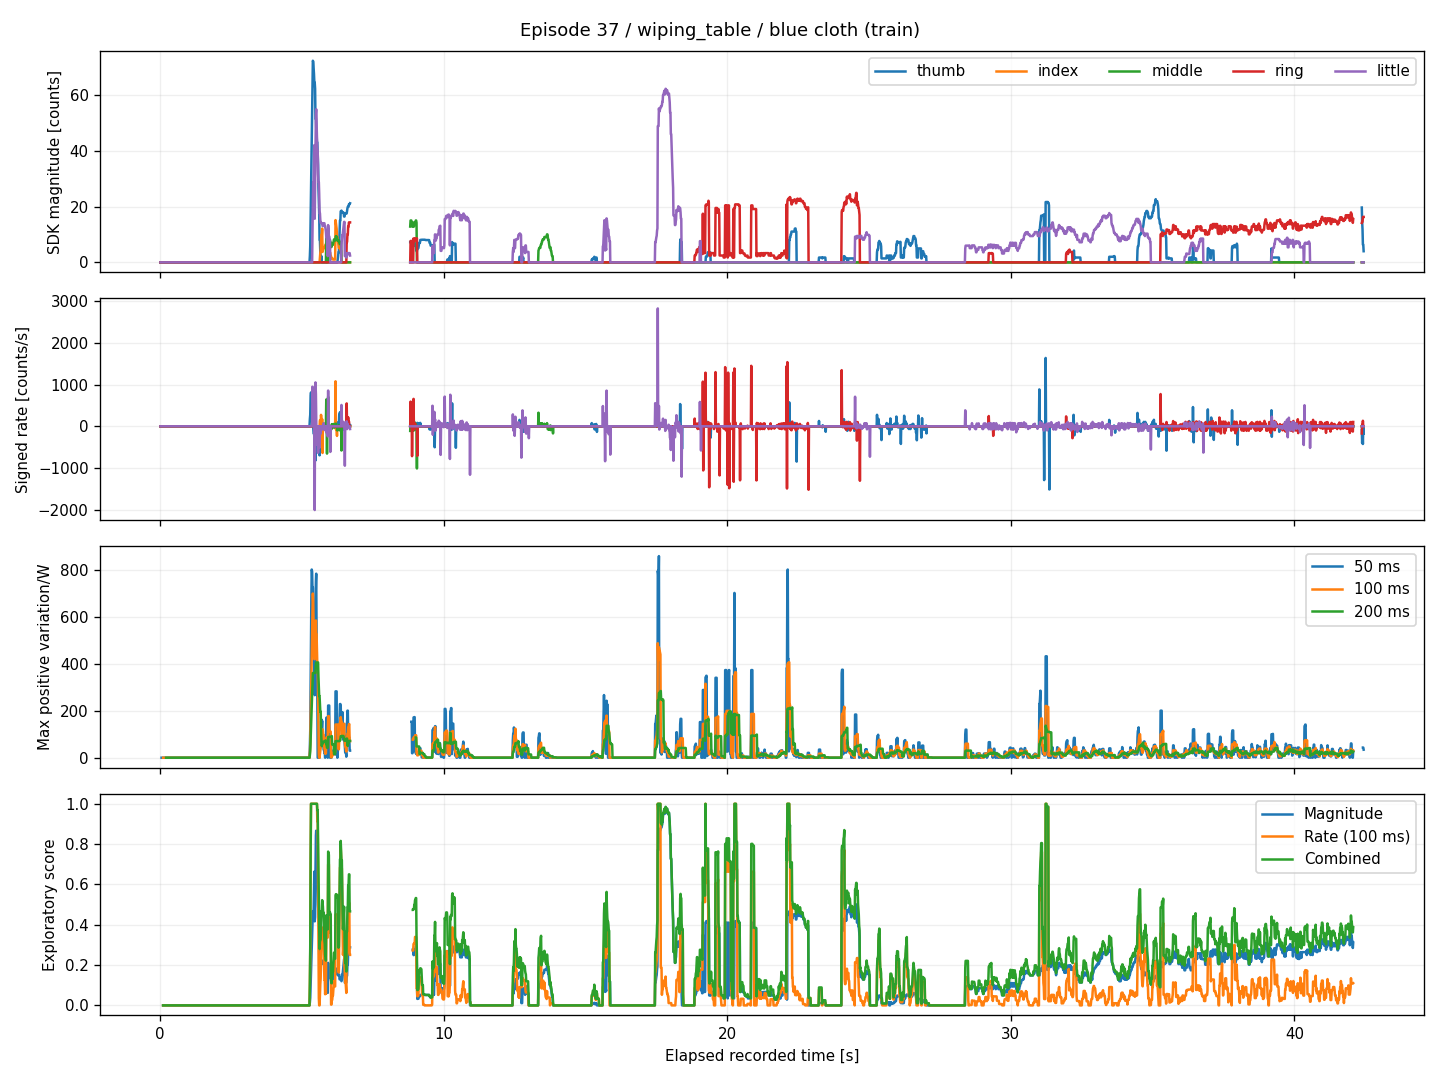 Episode 37 / wiping_table / blue cloth (train)
SDK magnitude [counts]
60
40
20
0
thumb index middle ring little
Signed rate [counts/s]
3000
2000
1000
0
−1000
−2000
Max positive variation/W
800
600
400
200
0
50 ms
100 ms
200 ms
Exploratory score
1.0
0.8
0.6
0.4
0.2
0.0
Magnitude
Rate (100 ms)
Combined
0 10 20 30 40
Elapsed recorded time [s]